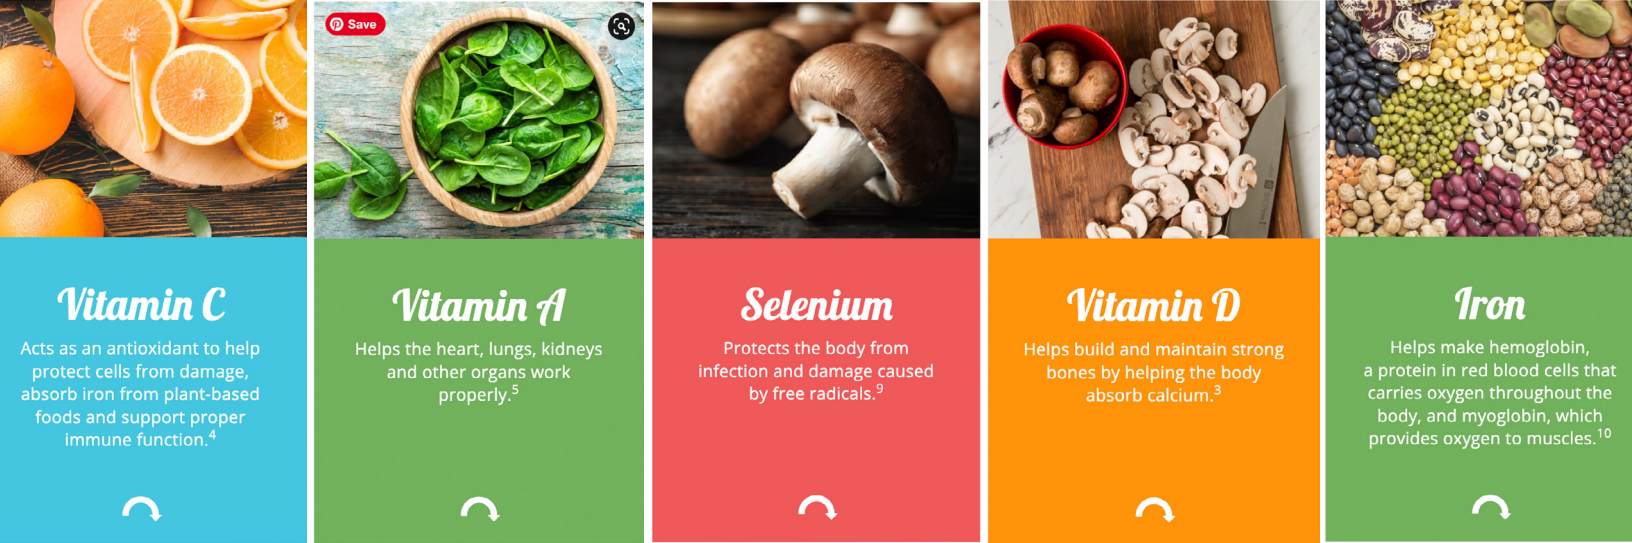 Save
Vitamin C
Acts as an antioxidant to help
protect cells from damage,
absorb iron from plant-based
foods and support proper
immune function.4
Vitamin A
Helps the heart, lungs, kidneys
and other organs work
properly.5
Selenium
Protects the body from
infection and damage caused
by free radicals.9
Vitamin D
Helps build and maintain strong
bones by helping the body
absorb calcium.3
Iron
Helps make hemoglobin,
a protein in red blood cells that
carries oxygen throughout the
body, and myoglobin, which
provides oxygen to muscles.10